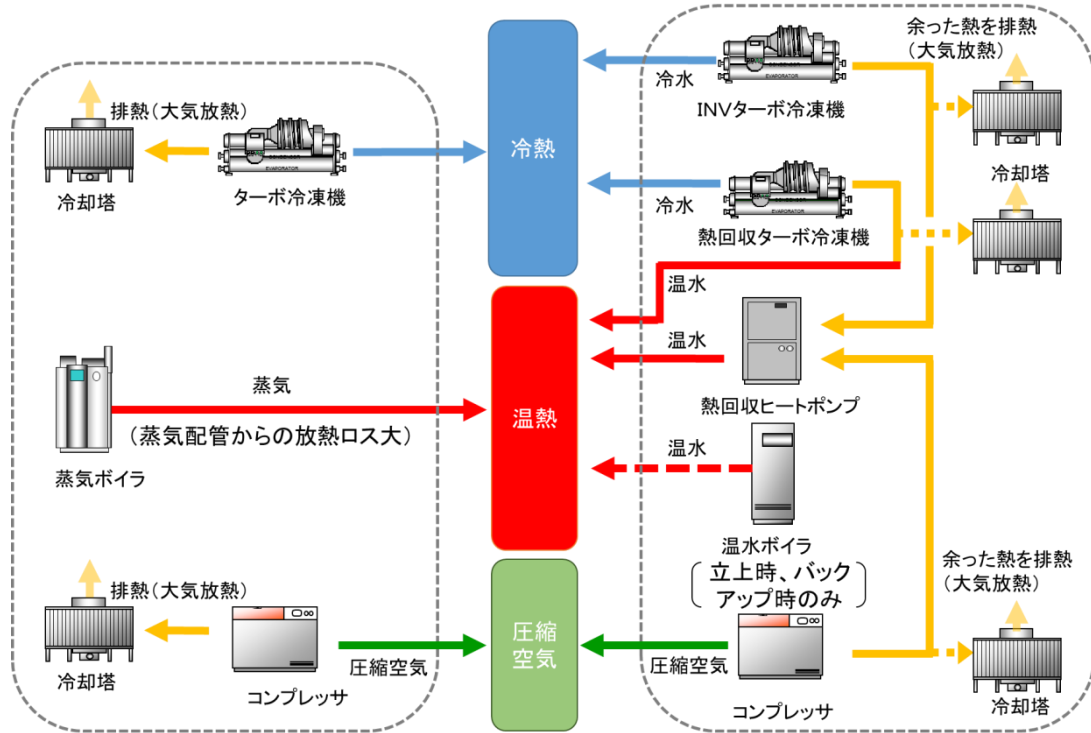 排熱(大気放熱)
冷却塔
CONDENSOR
EVAPORATOR
ターボ冷凍機
蒸気
(蒸気配管からの放熱ロス大)
蒸気ボイラ
排熱(大気放熱)
冷却塔
コンプレッサ
圧縮空気
冷熱
温熱
圧縮
空気
余った熱を排熱
(大気放熱)
冷水
CONDENSOR
EVAPORATOR
INVターボ冷凍機
冷却塔
冷水
CONDENSOR
EVAPORATOR
熱回収ターボ冷凍機
温水
温水
熱回収ヒートポンプ
温水
温水ボイラ
立上時、バック
アップ時のみ
余った熱を排熱
(大気放熱)
圧縮空気
コンプレッサ
冷却塔